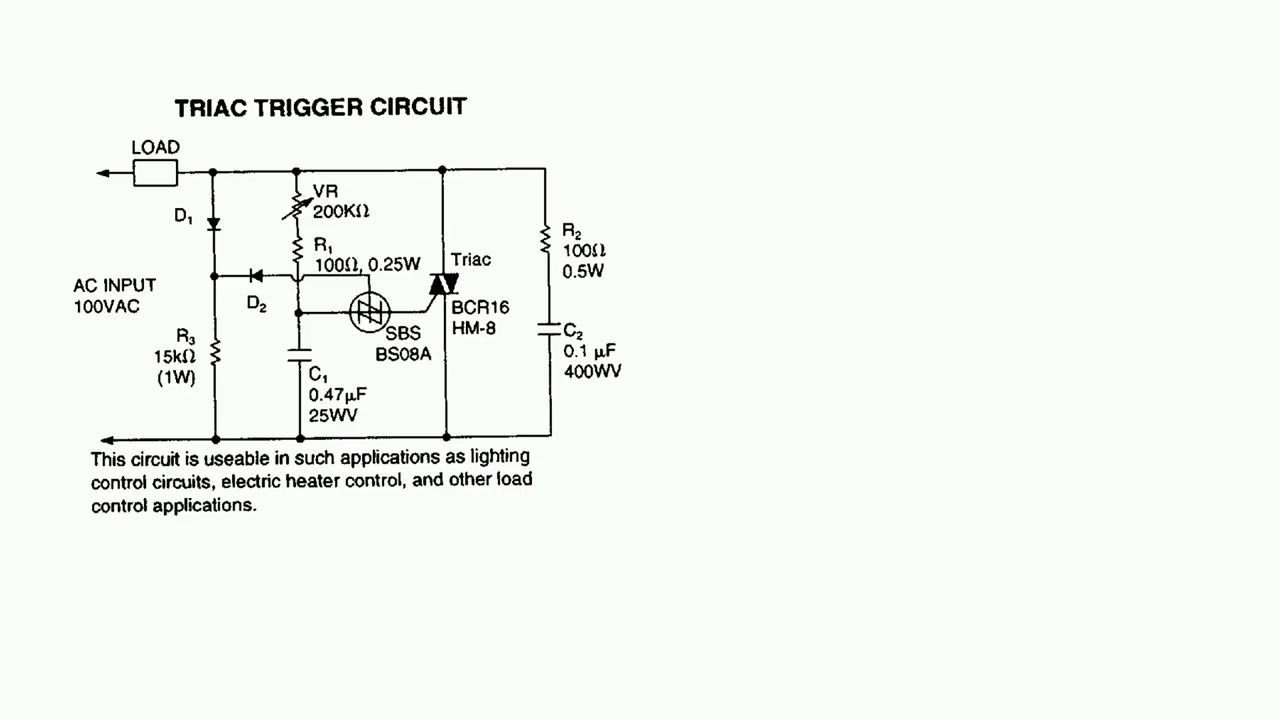 TRIAC TRIGGER CIRCUIT
LOAD
VR
200KΩ
D₁
R₁
100Ω, 0.25W
R₂
100Ω
0.5W
Triac
AC INPUT
100VAC
D₂
BCR16
HM-8
SBS
BS08A
R₃
15kΩ
(1W)
C₂
0.1 µF
400WV
C₁
0.47µF
25WV
This circuit is useable in such applications as lighting
control circuits, electric heater control, and other load
control applications.